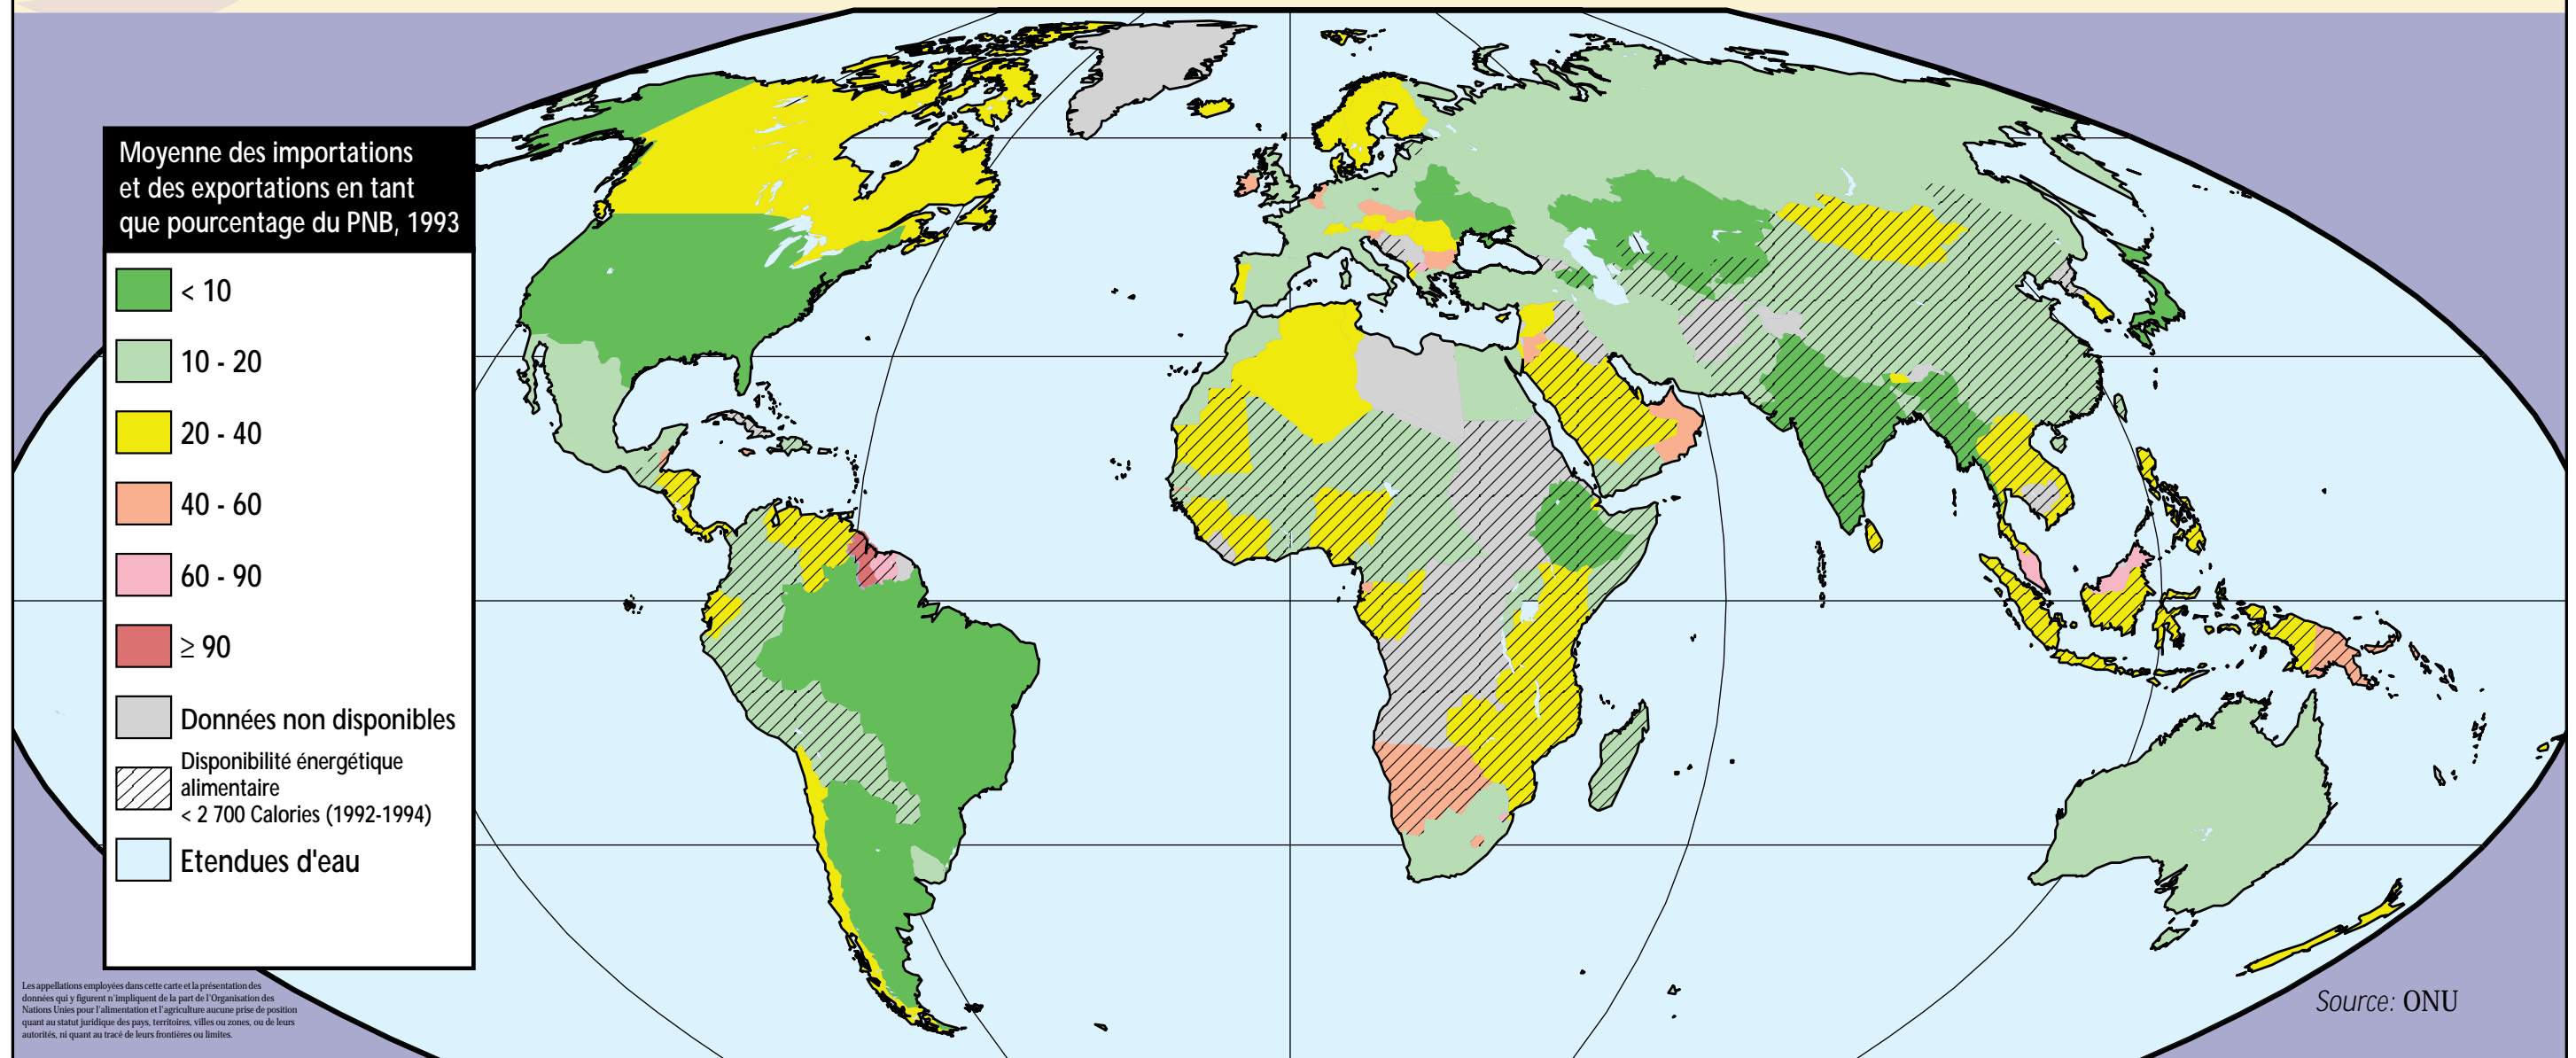 Moyenne des importations
et des exportations en tant
que pourcentage du PNB, 1993
< 10
10 - 20
20 - 40
40 - 60
60 - 90
≥ 90
Données non disponibles
Disponibilité énergétique
alimentaire
< 2 700 Calories (1992-1994)
Etendues d'eau
Les appellations employées dans cette carte et la présentation des
données qui y figurent n'impliquent de la part de l'Organisation des
Nations Unies pour l'alimentation et l'agriculture aucune prise de position
quant au statut juridique des pays, territoires, villes ou zones, ou de leurs
autorités, ni quant au tracé de leurs frontières ou limites.
Source: ONU